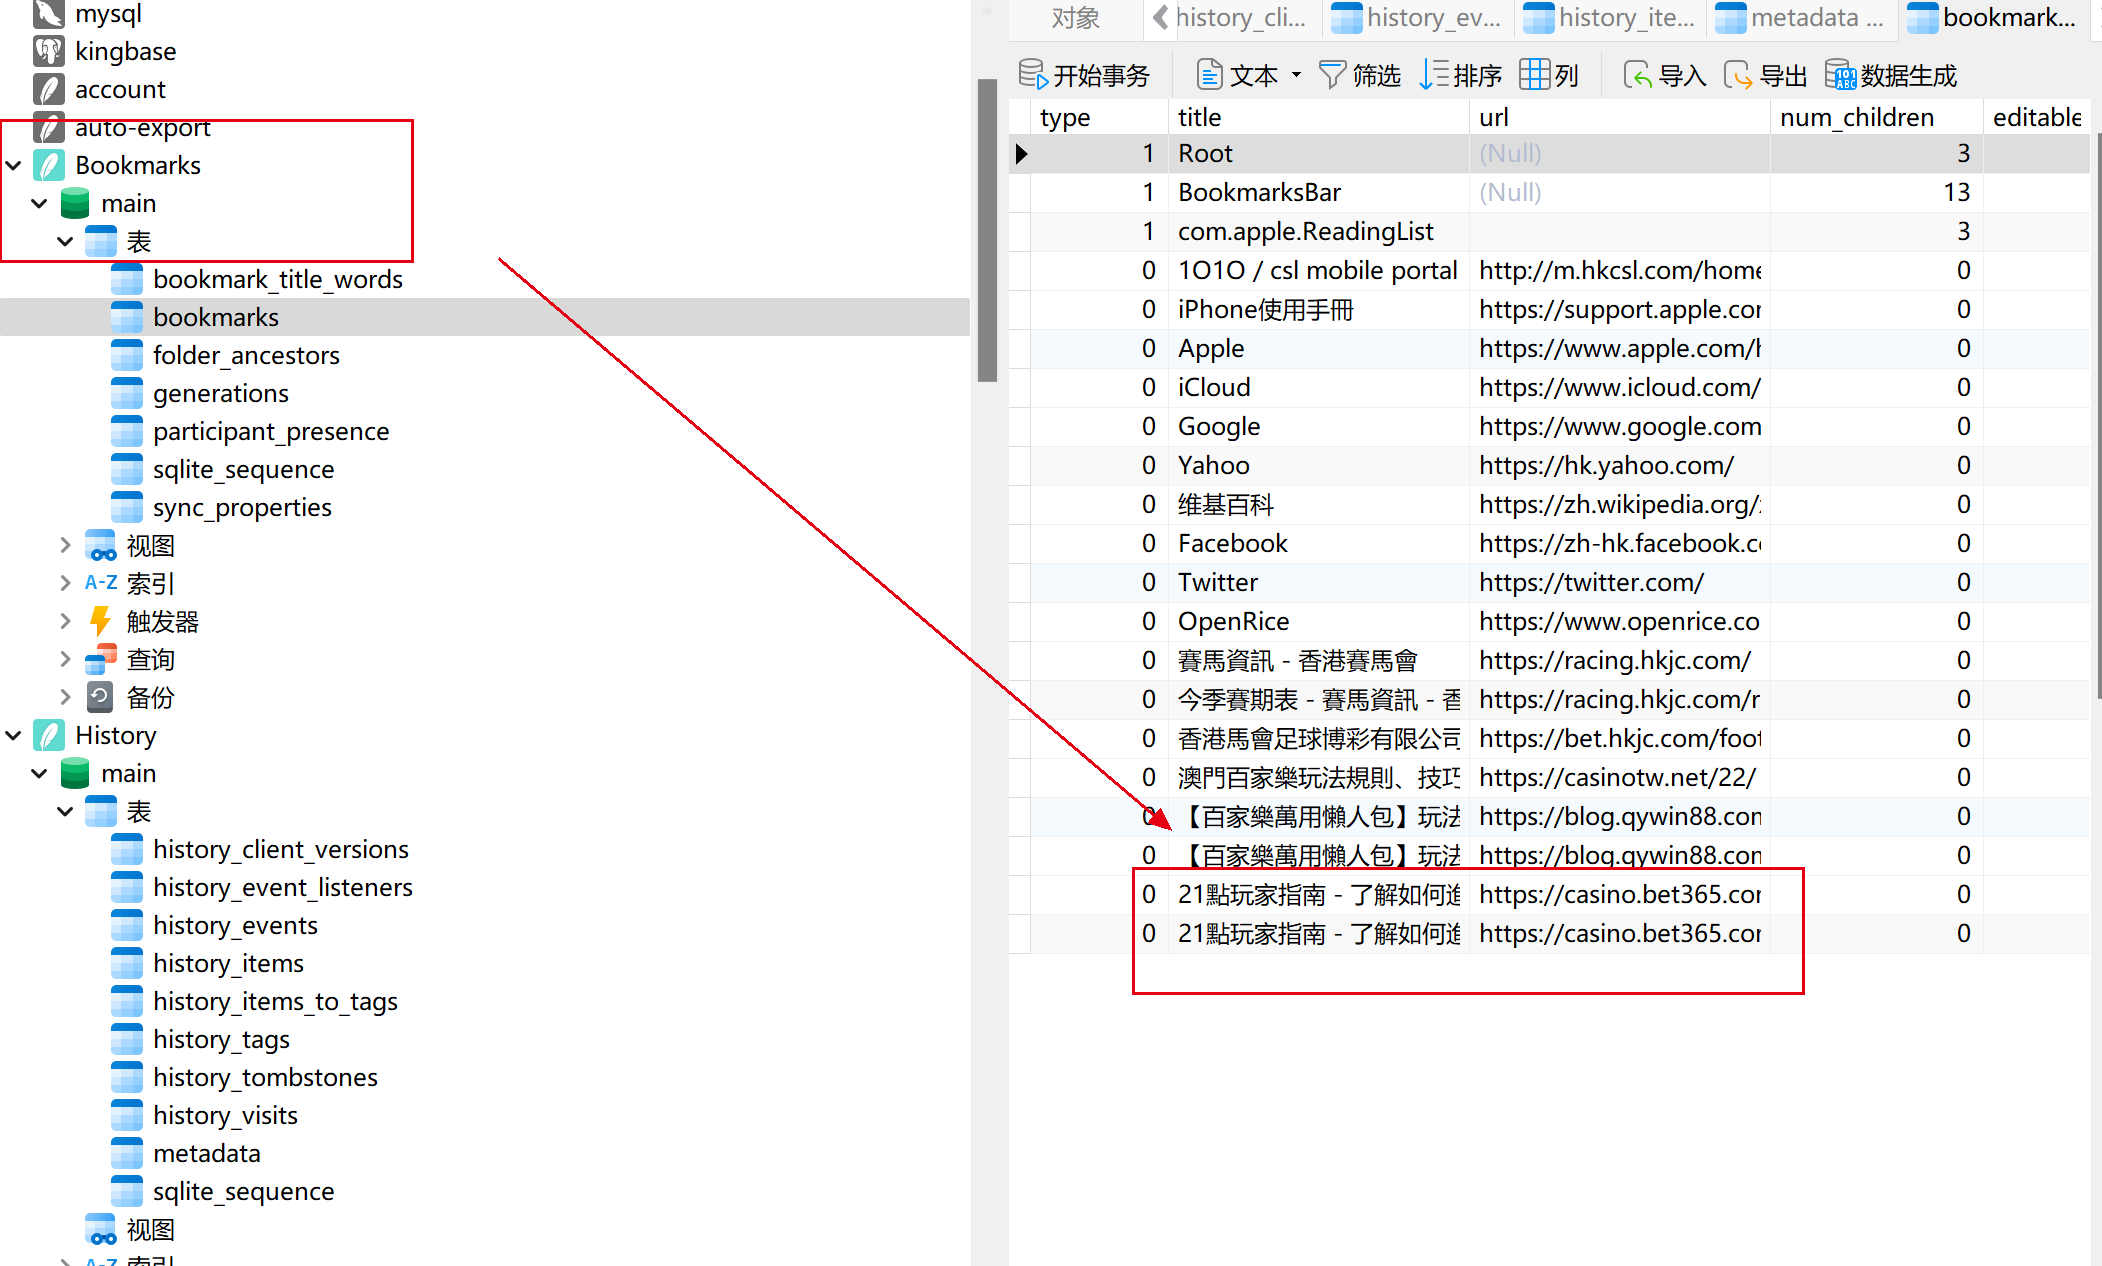 mysql
kingbase
account
auto-export
Bookmarks
main
表
bookmark_title_words
bookmarks
folder_ancestors
generations
participant_presence
sqlite_sequence
sync_properties
视图
A-Z 索引
触发器
查询
备份
History
main
表
history_client_versions
history_event_listeners
history_events
history_items
history_items_to_tags
history_tags
history_tombstones
history_visits
metadata
sqlite_sequence
视图
A-Z 索引
对象 history_cli... history_ev... history_ite... metadata ... bookmark...
开始事务 文本 筛选 排序 列 导入 导出 数据生成
type title url num_children editable
1 Root (Null) 3
1 BookmarksBar (Null) 13
1 com.apple.ReadingList 3
0 1O1O / csl mobile portal http://m.hkcsl.com/home 0
0 iPhone使用手冊 https://support.apple.cor 0
0 Apple https://www.apple.com/h 0
0 iCloud https://www.icloud.com/ 0
0 Google https://www.google.com 0
0 Yahoo https://hk.yahoo.com/ 0
0 维基百科 https://zh.wikipedia.org/ 0
0 Facebook https://zh-hk.facebook.c 0
0 Twitter https://twitter.com/ 0
0 OpenRice https://www.openrice.co 0
0 賽馬資訊 - 香港賽馬會 https://racing.hkjc.com/ 0
0 今季賽期表 - 賽馬資訊 - 香 https://racing.hkjc.com/r 0
0 香港馬會足球博彩有限公司 https://bet.hkjc.com/foot 0
0 澳門百家樂玩法規則、技巧 https://casinotw.net/22/ 0
0 【百家樂萬用懶人包】玩法 https://blog.qywin88.com 0
0 【百家樂萬用懶人包】玩法 https://blog.qywin88.com 0
0 21點玩家指南 - 了解如何進 https://casino.bet365.cor 0
0 21點玩家指南 - 了解如何進 https://casino.bet365.cor 0